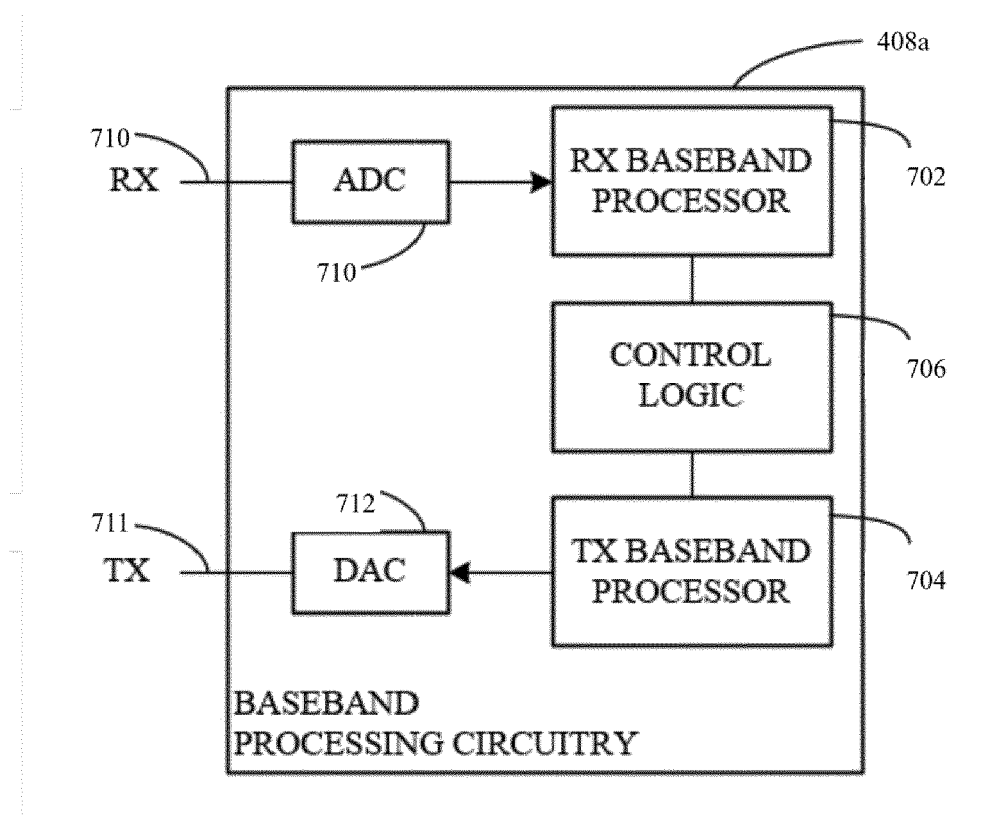 408a
710
RX
ADC
RX BASEBAND
PROCESSOR
702
710
CONTROL
LOGIC
706
711
TX
712
DAC
TX BASEBAND
PROCESSOR
704
BASEBAND
PROCESSING CIRCUITRY